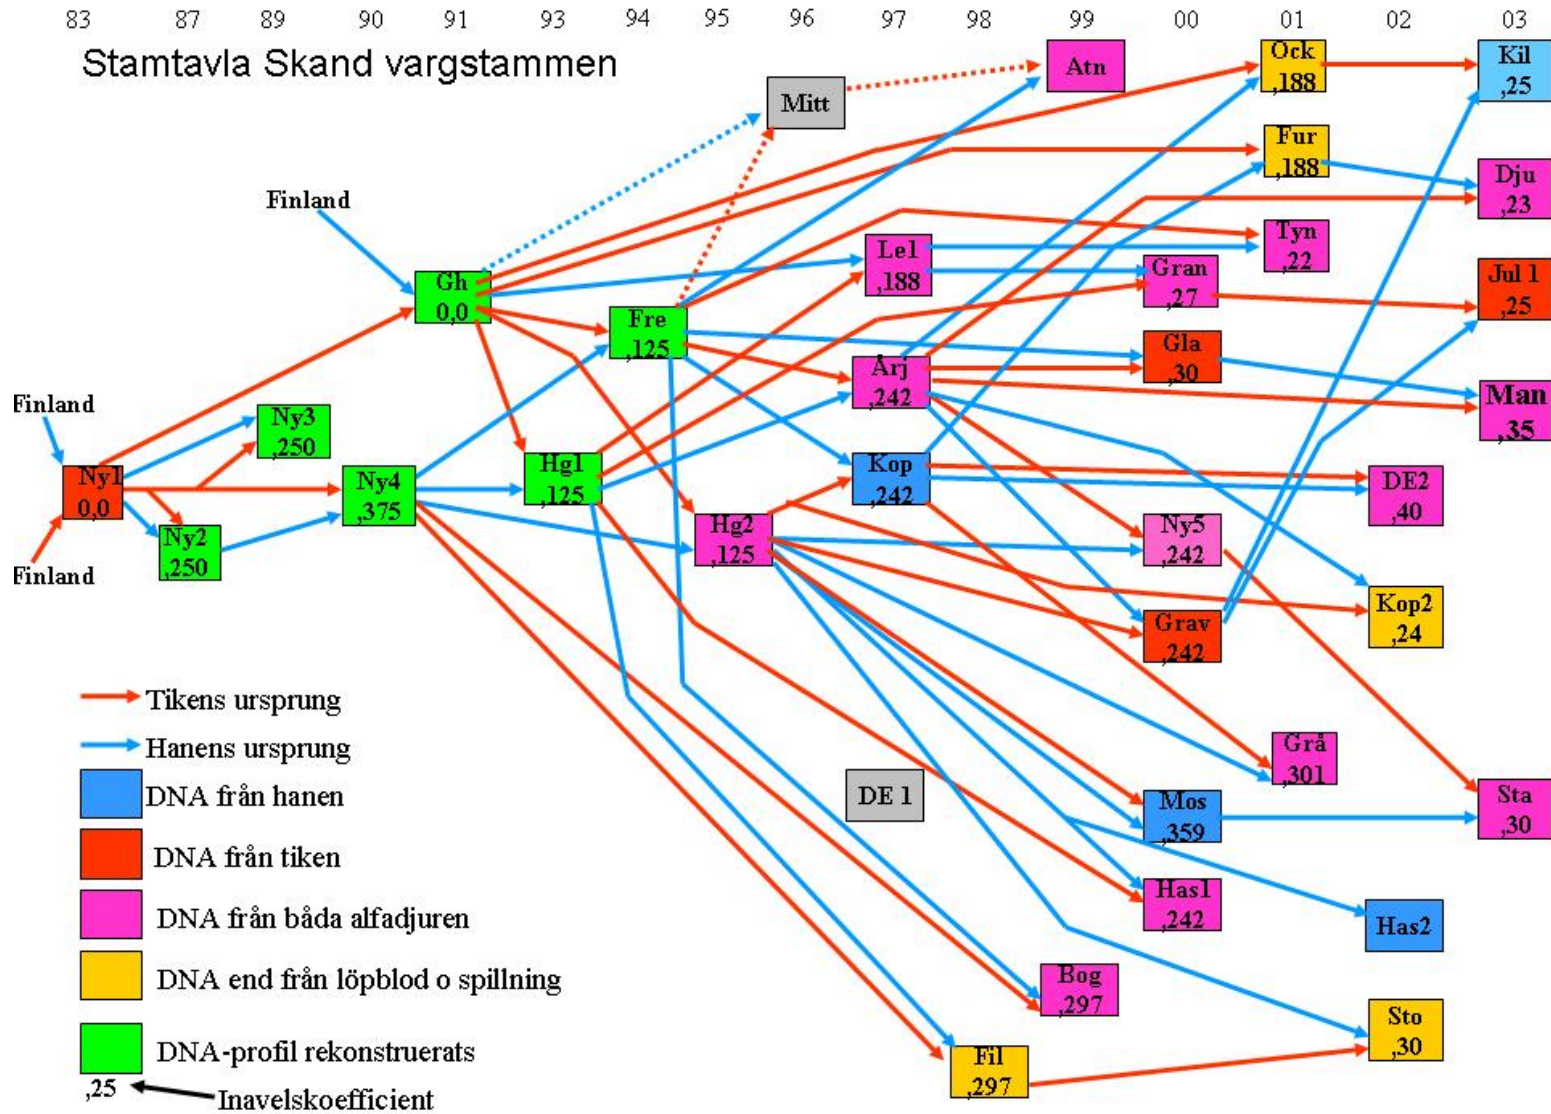 83 87 89 90 91 93 94 95 96 97 98 99 00 01 02 03
Stamtavla Skand vargstammen
Atn
Ock
,188
Kil
,25
Mitt
Fur
,188
Dju
,23
Finland
Tyn
,22
Le1
,188
Gran
,27
Jul 1
,25
Gh
0,0
Fre
,125
Gla
,30
Årj
,242
Man
,35
Finland
Ny3
,250
Ny1
0,0
Ny4
,375
Hg1
,125
Kop
,242
DE2
,40
Ny2
,250
Hg2
,125
Ny5
,242
Finland
Kop2
,24
Grav
,242
Tikens ursprung
Hanens ursprung
Grå
,301
DNA från hanen
DE 1
Mos
,359
Sta
,30
DNA från tiken
Has1
,242
DNA från båda alfadjuren
Has2
DNA end från löpblod o spillning
Bog
,297
Sto
,30
DNA-profil rekonstruerats
Fil
,297
,25
Inavelskoefficient